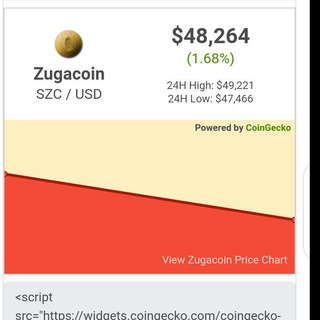 $48,264
(1.68%)
Zugacoin
SZC / USD
24H High: $49,221
24H Low: $47,466
Powered by CoinGecko
View Zugacoin Price Chart
<script
src="https://widgets.coingecko.com/coingecko-